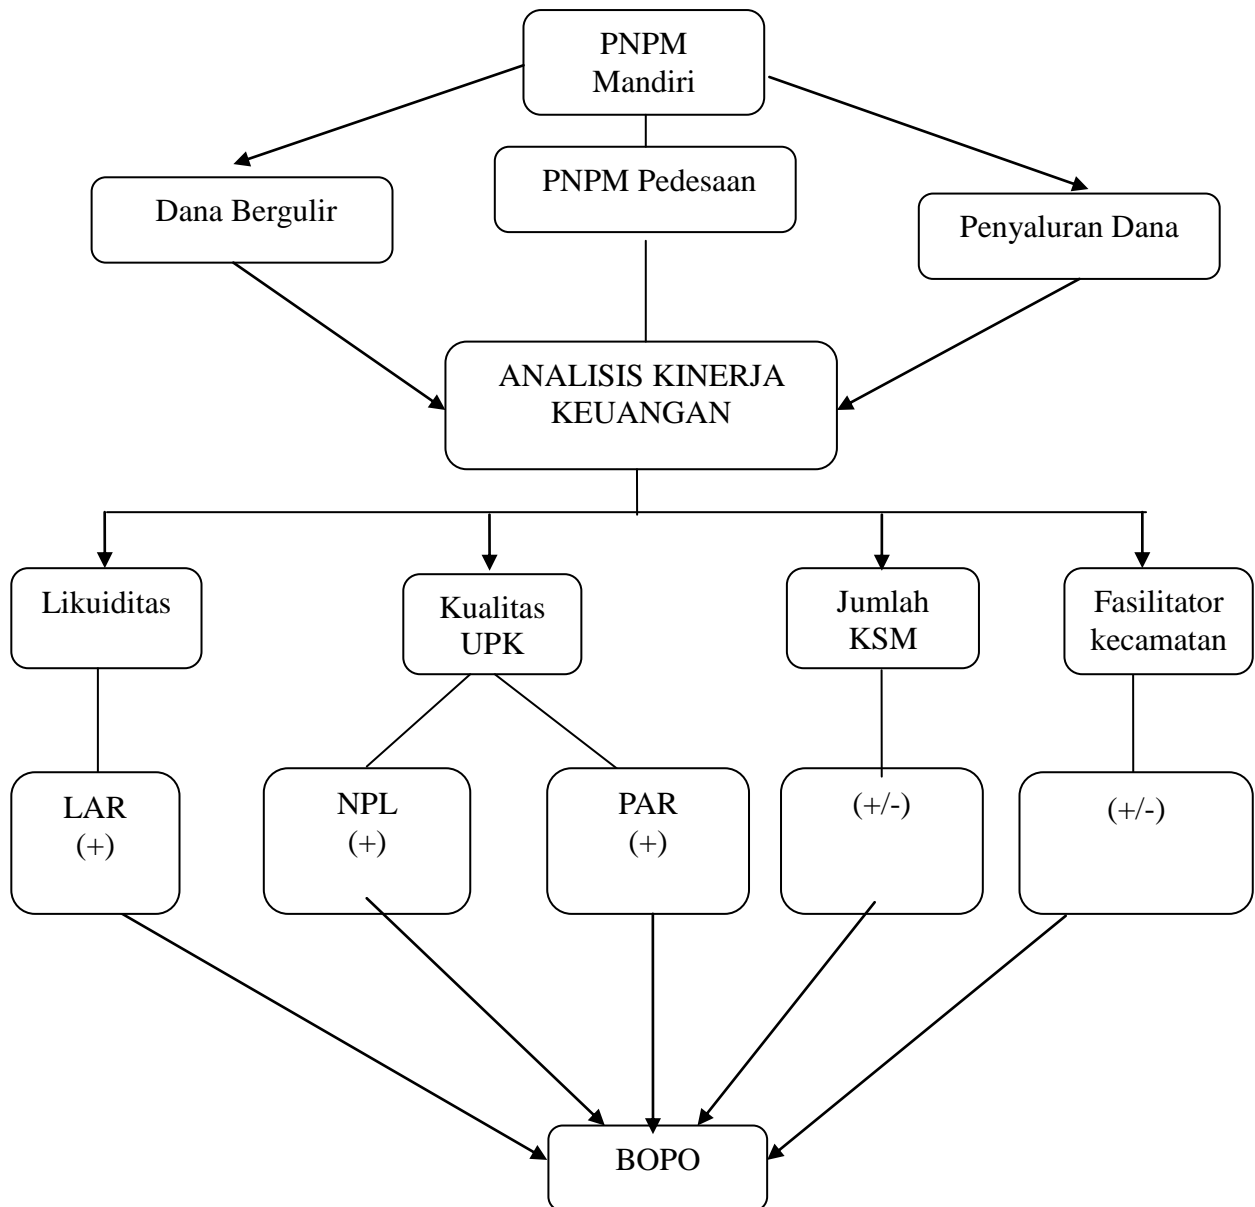 PNPM
Mandiri
PNPM Pedesaan
Dana Bergulir
Penyaluran Dana
ANALISIS KINERJA
KEUANGAN
Likuiditas
Kualitas
UPK
Jumlah
KSM
Fasilitator
kecamatan
LAR
(+)
NPL
(+)
PAR
(+)
(+/-)
(+/-)
BOPO